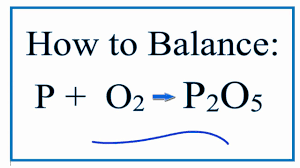 How to Balance:
P + O₂ → P₂O₅